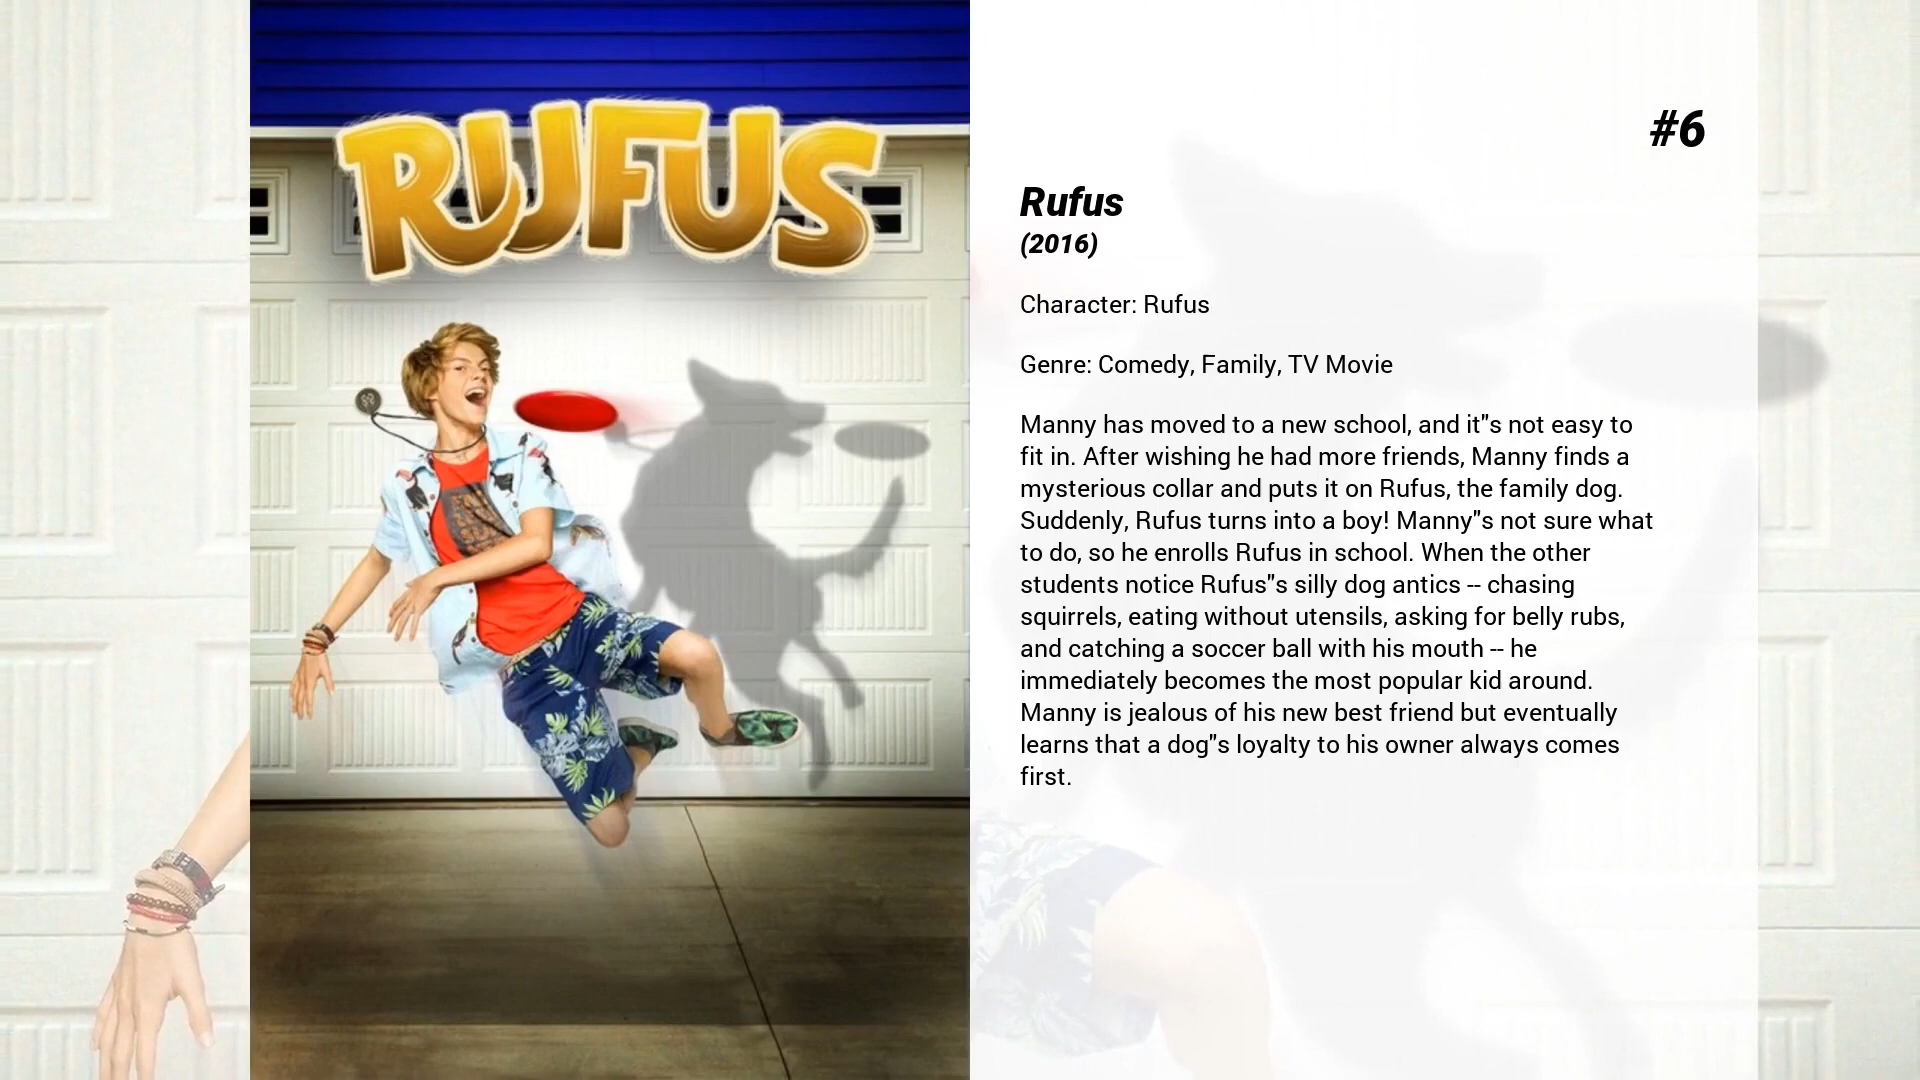 RUFUS
#6
Rufus
(2016)
Character: Rufus
Genre: Comedy, Family, TV Movie
Manny has moved to a new school, and it"s not easy to
fit in. After wishing he had more friends, Manny finds a
mysterious collar and puts it on Rufus, the family dog.
Suddenly, Rufus turns into a boy! Manny"s not sure what
to do, so he enrolls Rufus in school. When the other
students notice Rufus"s silly dog antics -- chasing
squirrels, eating without utensils, asking for belly rubs,
and catching a soccer ball with his mouth -- he
immediately becomes the most popular kid around.
Manny is jealous of his new best friend but eventually
learns that a dog"s loyalty to his owner always comes
first.